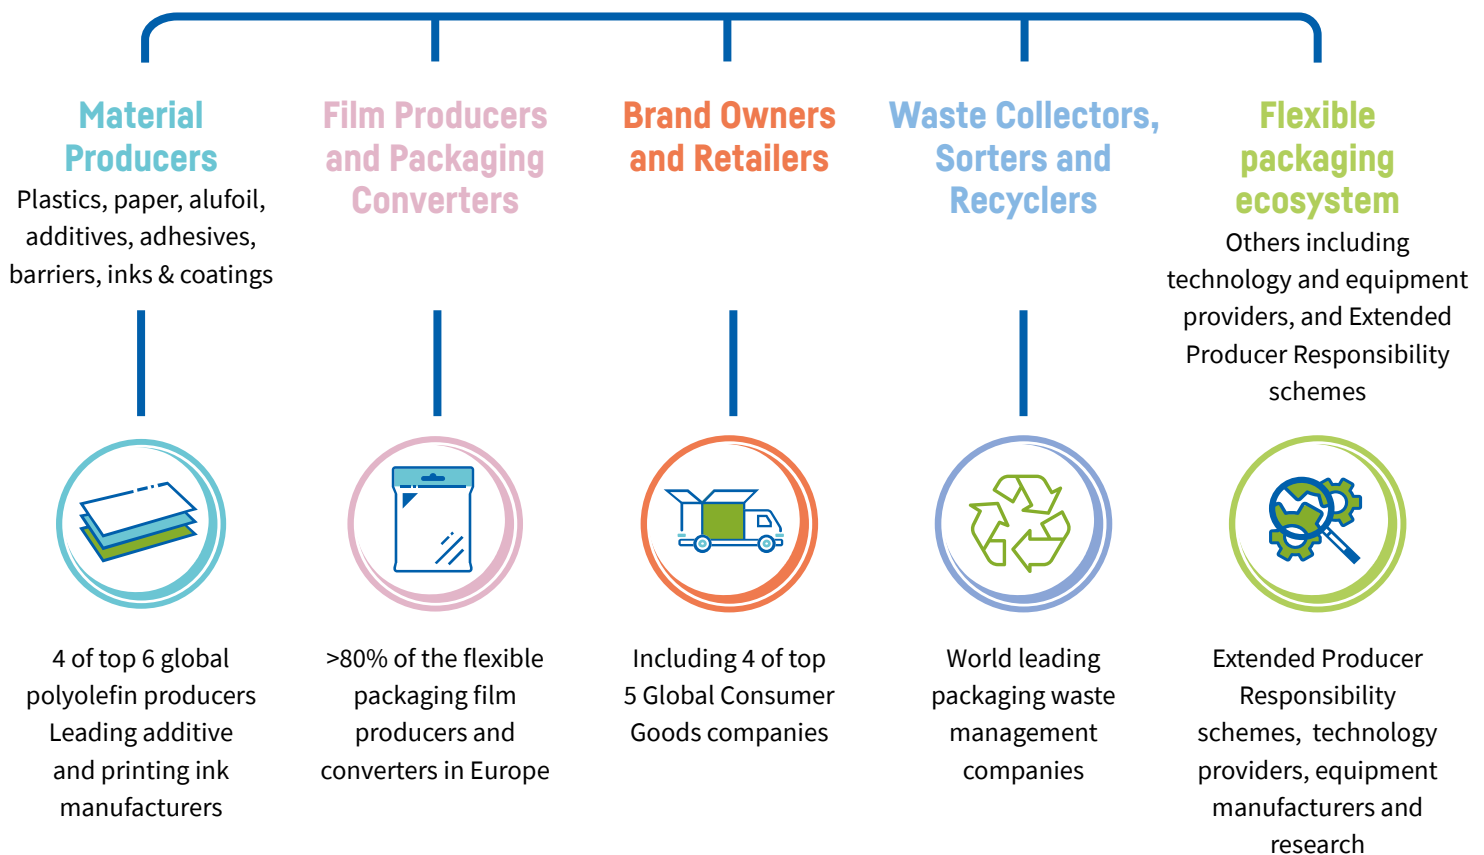 Material
Producers
Plastics, paper, alufoil,
additives, adhesives,
barriers, inks & coatings
4 of top 6 global
polyolefin producers
Leading additive
and printing ink
manufacturers
Film Producers
and Packaging
Converters
>80% of the flexible
packaging film
producers and
converters in Europe
Brand Owners
and Retailers
Including 4 of top
5 Global Consumer
Goods companies
Waste Collectors,
Sorters and
Recyclers
World leading
packaging waste
management
companies
Flexible
packaging
ecosystem
Others including
technology and equipment
providers, and Extended
Producer Responsibility
schemes
Extended Producer
Responsibility
schemes, technology
providers, equipment
manufacturers and
research